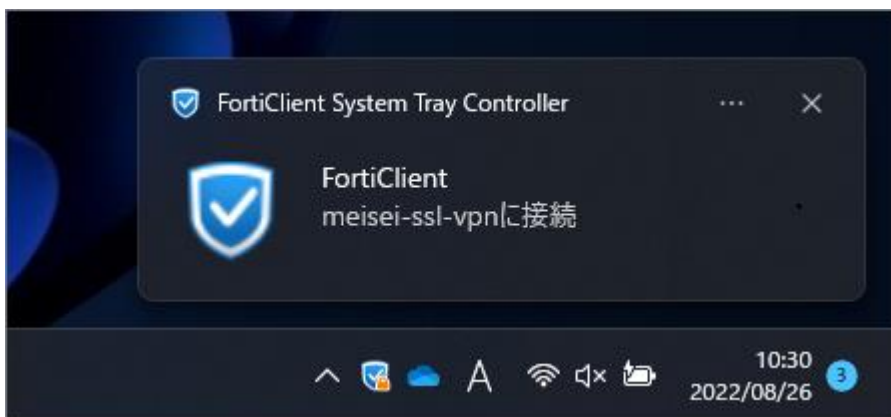 FortiClient System Tray Controller
FortiClient
meisei-ssl-vpnに接続
A
10:30
2022/08/26
3